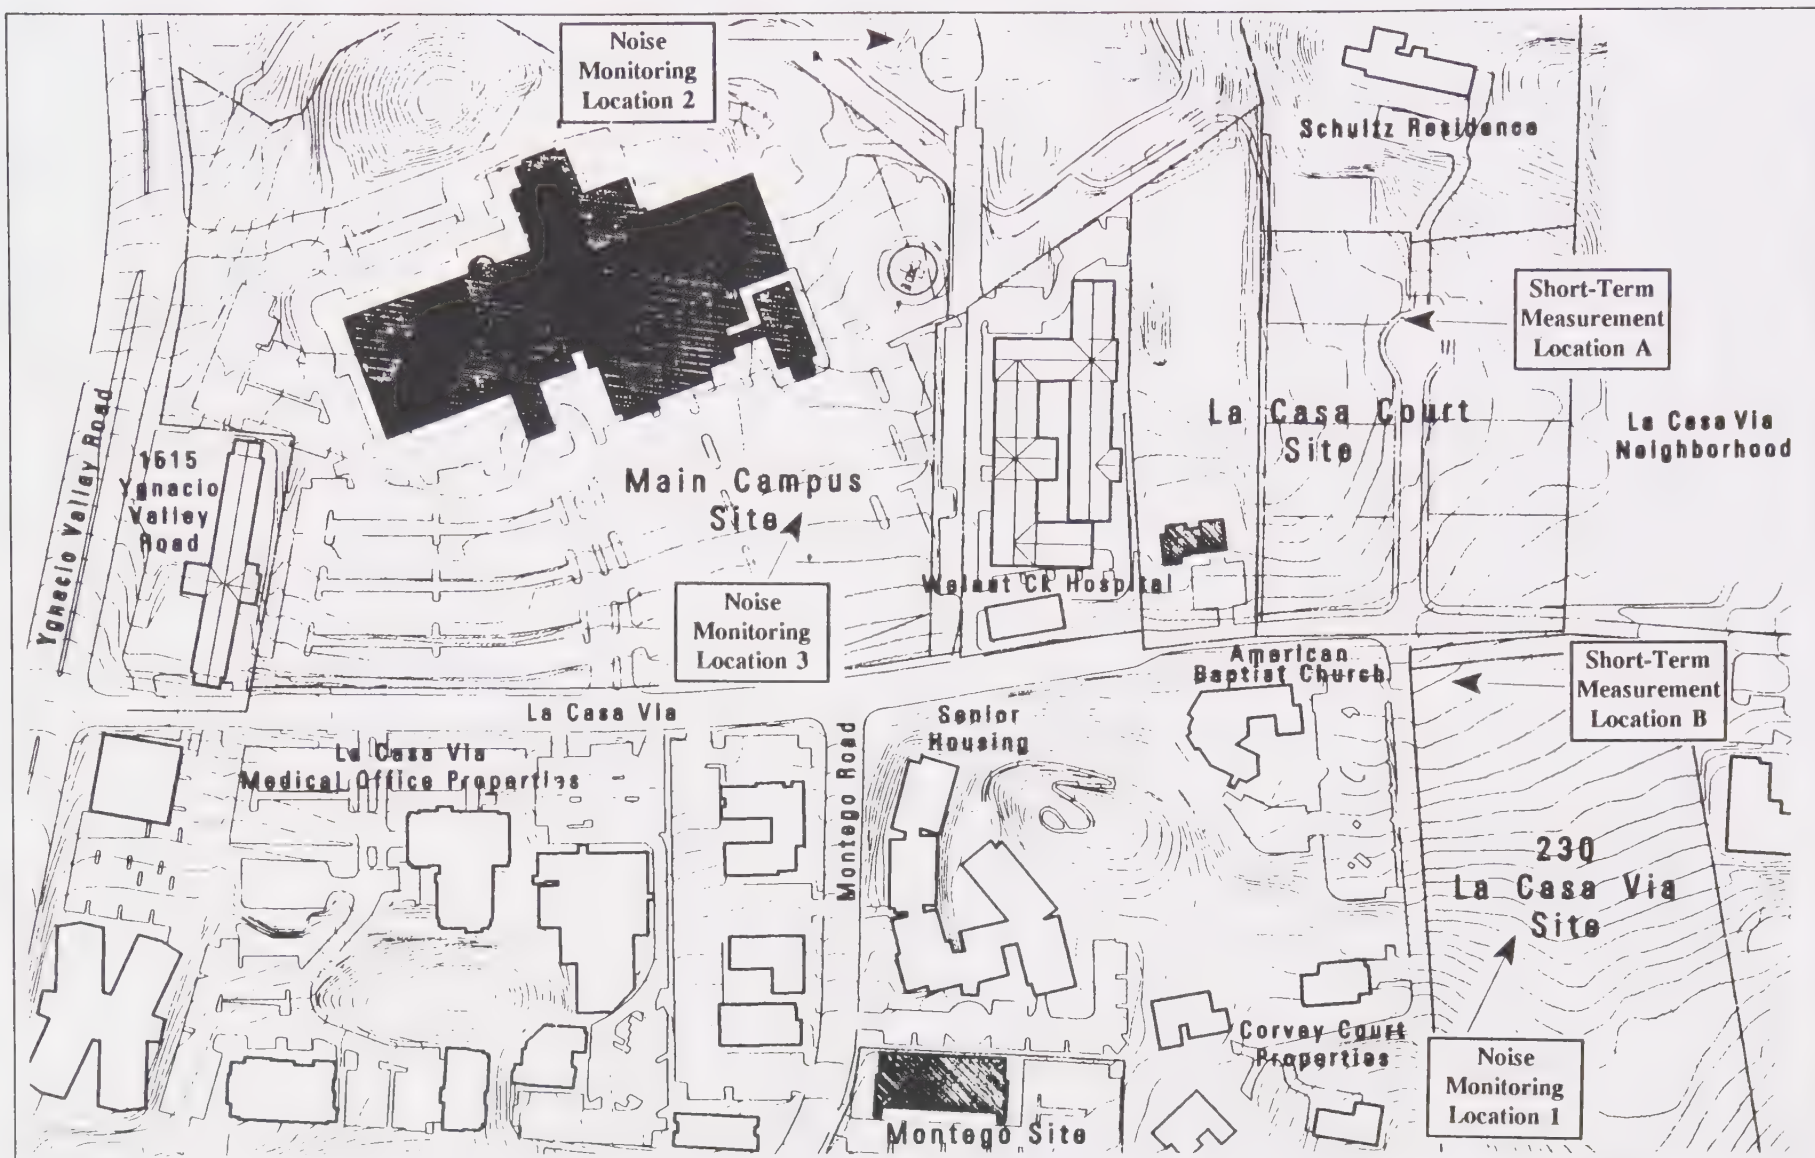 Noise
Monitoring
Location 2
Schultz Residence
Short-Term
Measurement
Location A
La Casa Court
Site
La Casa Via
Neighborhood
Ygnacio Valley Road
1615
Ygnacio
Valley
Road
Main Campus
Site
Walnut Ck Hospital
Noise
Monitoring
Location 3
American
Baptist Church
Short-Term
Measurement
Location B
La Casa Via
Senior
Housing
Montego Road
La Casa Via
Medical Office Properties
230
La Casa Via
Site
Corvey Court
Properties
Noise
Monitoring
Location 1
Montego Site